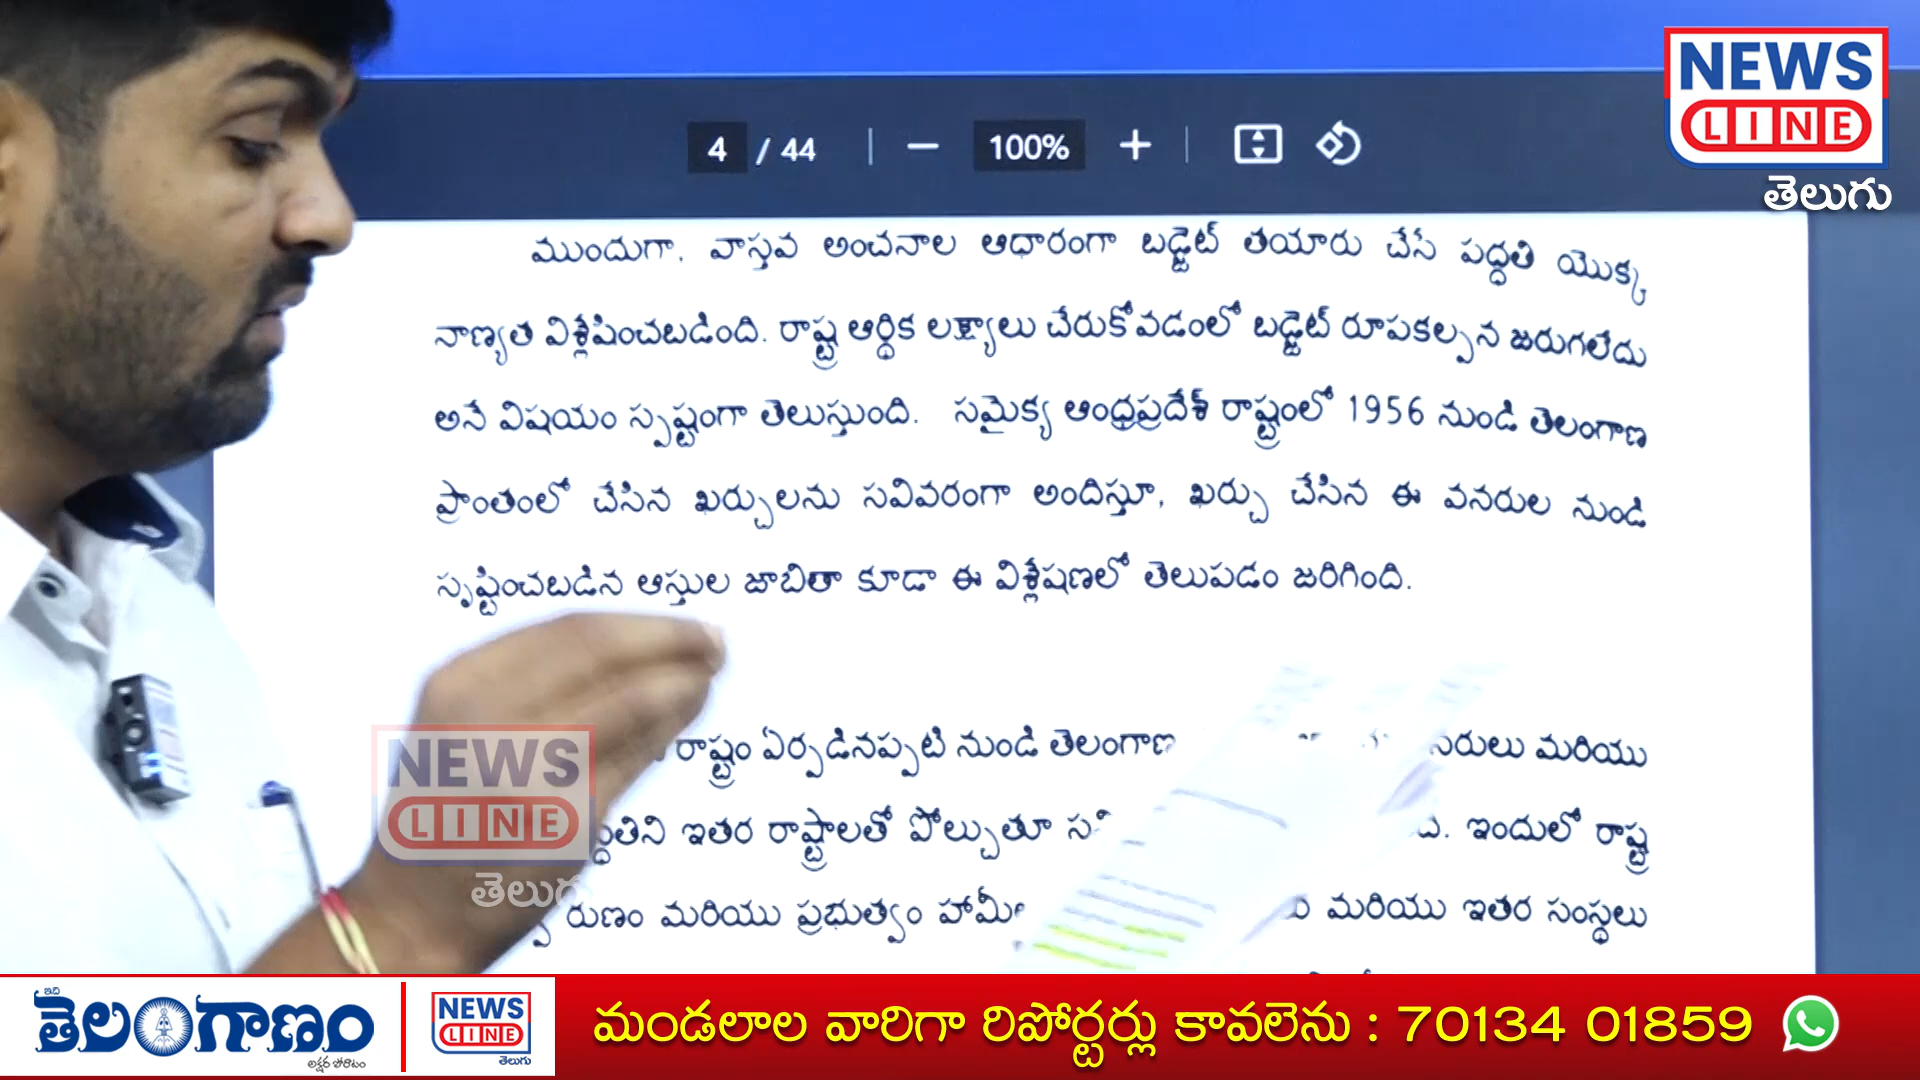 NEWS
LINE
తెలుగు
4 / 44 100%
ముందుగా, వాస్తవ అంచనాల ఆధారంగా బడ్జెట్ తయారు చేసే పద్ధతి యొక్క
నాణ్యత విశ్లేషించబడింది. రాష్ట్ర ఆర్థిక లక్ష్యాలు చేరుకోవడంలో బడ్జెట్ రూపకల్పన జరుగలేదు
అనే విషయం స్పష్టంగా తెలుస్తుంది. సమైక్య ఆంధ్రప్రదేశ్ రాష్ట్రంలో 1956 నుండి తెలంగాణ
ప్రాంతంలో చేసిన ఖర్చులను సవివరంగా అందిస్తూ, ఖర్చు చేసిన ఈ వనరుల నుండి
సృష్టించబడిన ఆస్తుల జాబితా కూడా ఈ విశ్లేషణలో తెలుపడం జరిగింది.
రాష్ట్రం ఏర్పడినప్పటి నుండి తెలంగాణ మరియు
ఇతర రాష్ట్రాలతో పోల్చుతూ ఇందులో రాష్ట్ర
రుణం మరియు ప్రభుత్వం మరియు ఇతర సంస్థలు
NEWS
LINE
తెలుగు
ఇది
తెలంగాణం
అక్షర పోరాటం
NEWS
LINE
తెలుగు
మండలాల వారిగా రిపోర్టర్లు కావలెను : 70134 01859